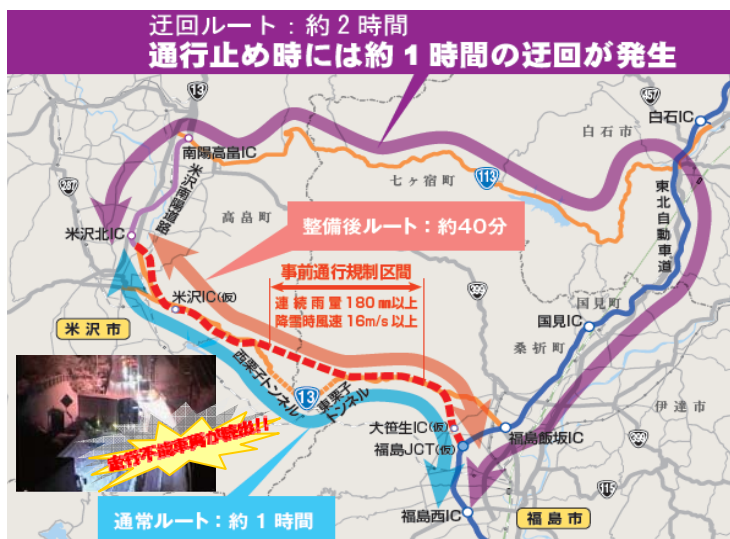 迂回ルート：約２時間
通行止め時には約１時間の迂回が発生
13
457
白石IC
白石市
南陽高畠IC
113
七ヶ宿町
米沢南陽道路
287
高畠町
東北自動車道
米沢北IC
整備後ルート：約40分
事前通行規制区間
連続雨量180㎜以上
降雪時風速16m/s以上
399
米沢IC(仮)
国見町
国見IC
米沢市
桑折町
西栗子トンネル
13
東栗子トンネル
伊達市
大笹生IC(仮)
福島飯坂IC
福島JCT(仮)
399
走行不能車両が続出!!
115
通常ルート：約１時間
福島西IC
福島市